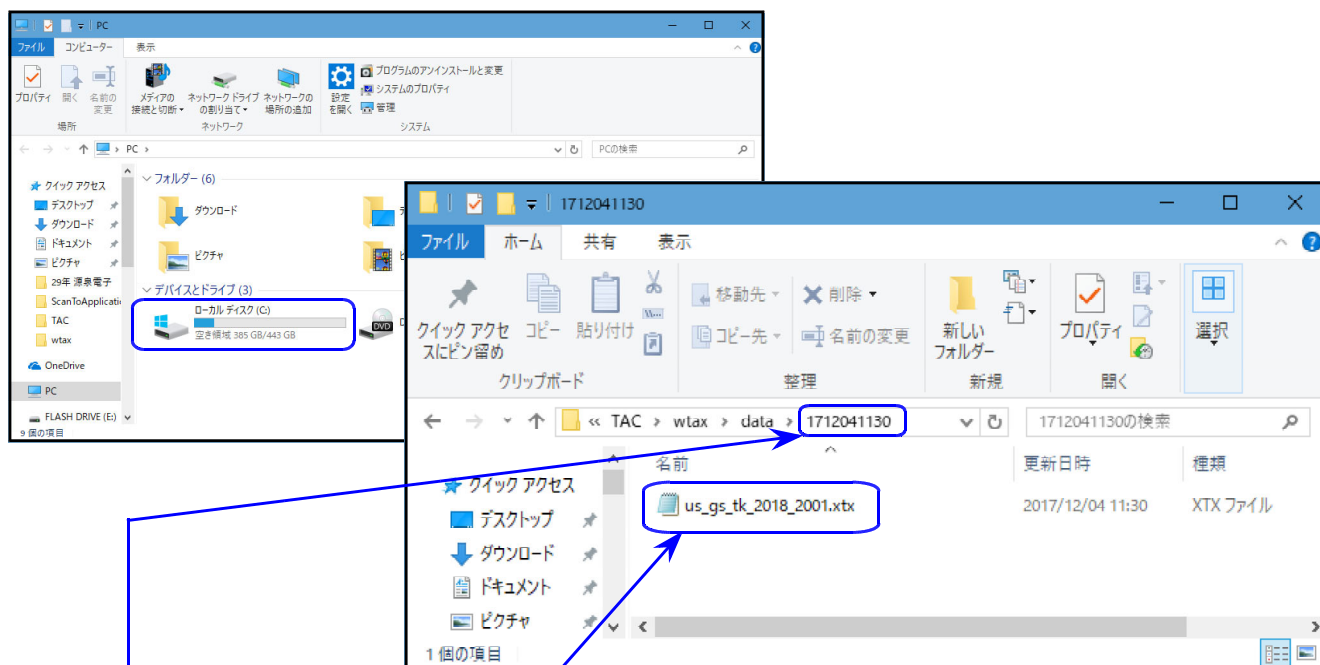 PC
ファイル コンピューター 表示
プロパティ 開く 名前の変更 メディアの接続と切断 ネットワーク ドライブの割り当て ネットワークの場所の追加 設定を開く プログラムのアンインストールと変更
システムのプロパティ
管理
場所 ネットワーク システム
PC PCの検索
クイック アクセス
デスクトップ
ダウンロード
ドキュメント
ピクチャ
29年 源泉電子
ScanToApplicati
TAC
wtax
OneDrive
PC
FLASH DRIVE (E:)
9 個の項目
フォルダー (6)
ダウンロード
ピクチャ
デバイスとドライブ (3)
ローカル ディスク (C:)
空き領域 385 GB/443 GB
DVD
1712041130
ファイル ホーム 共有 表示
クイック アクセスにピン留め コピー 貼り付け 移動先 削除 新しいフォルダー プロパティ 選択
コピー先 名前の変更
クリップボード 整理 新規 開く
« TAC › wtax › data › 1712041130 1712041130の検索
名前 更新日時 種類
us_gs_tk_2018_2001.xtx 2017/12/04 11:30 XTX ファイル
クイック アクセス
デスクトップ
ダウンロード
ドキュメント
ピクチャ
1 個の項目